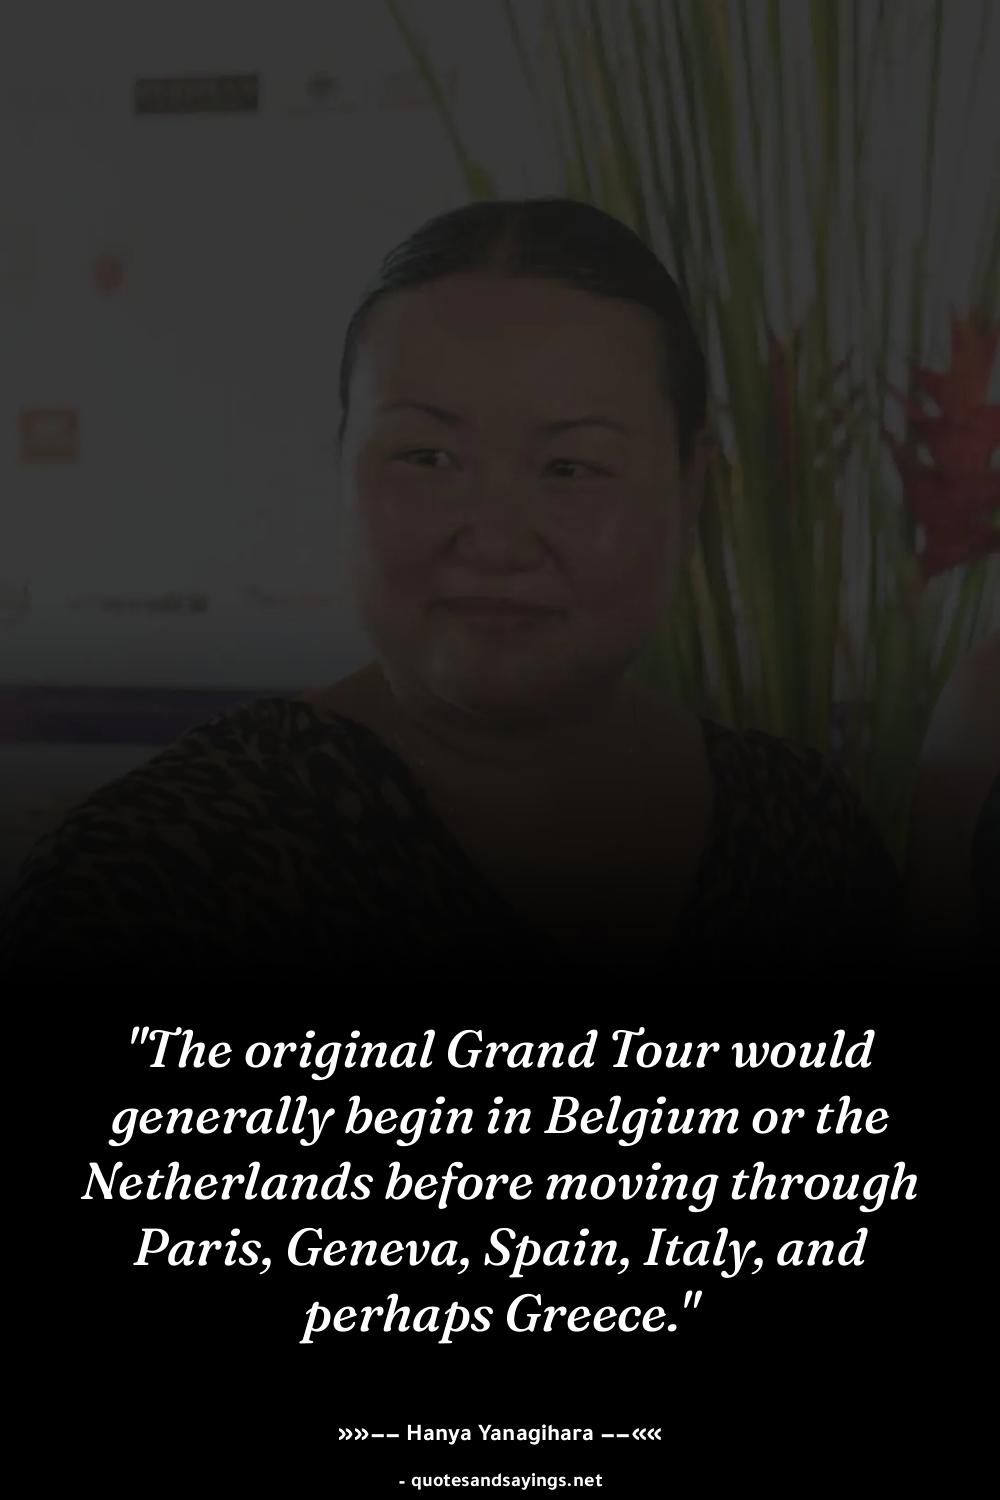 "The original Grand Tour would
generally begin in Belgium or the
Netherlands before moving through
Paris, Geneva, Spain, Italy, and
perhaps Greece."
»»−− Hanya Yanagihara −−««
- quotesandsayings.net